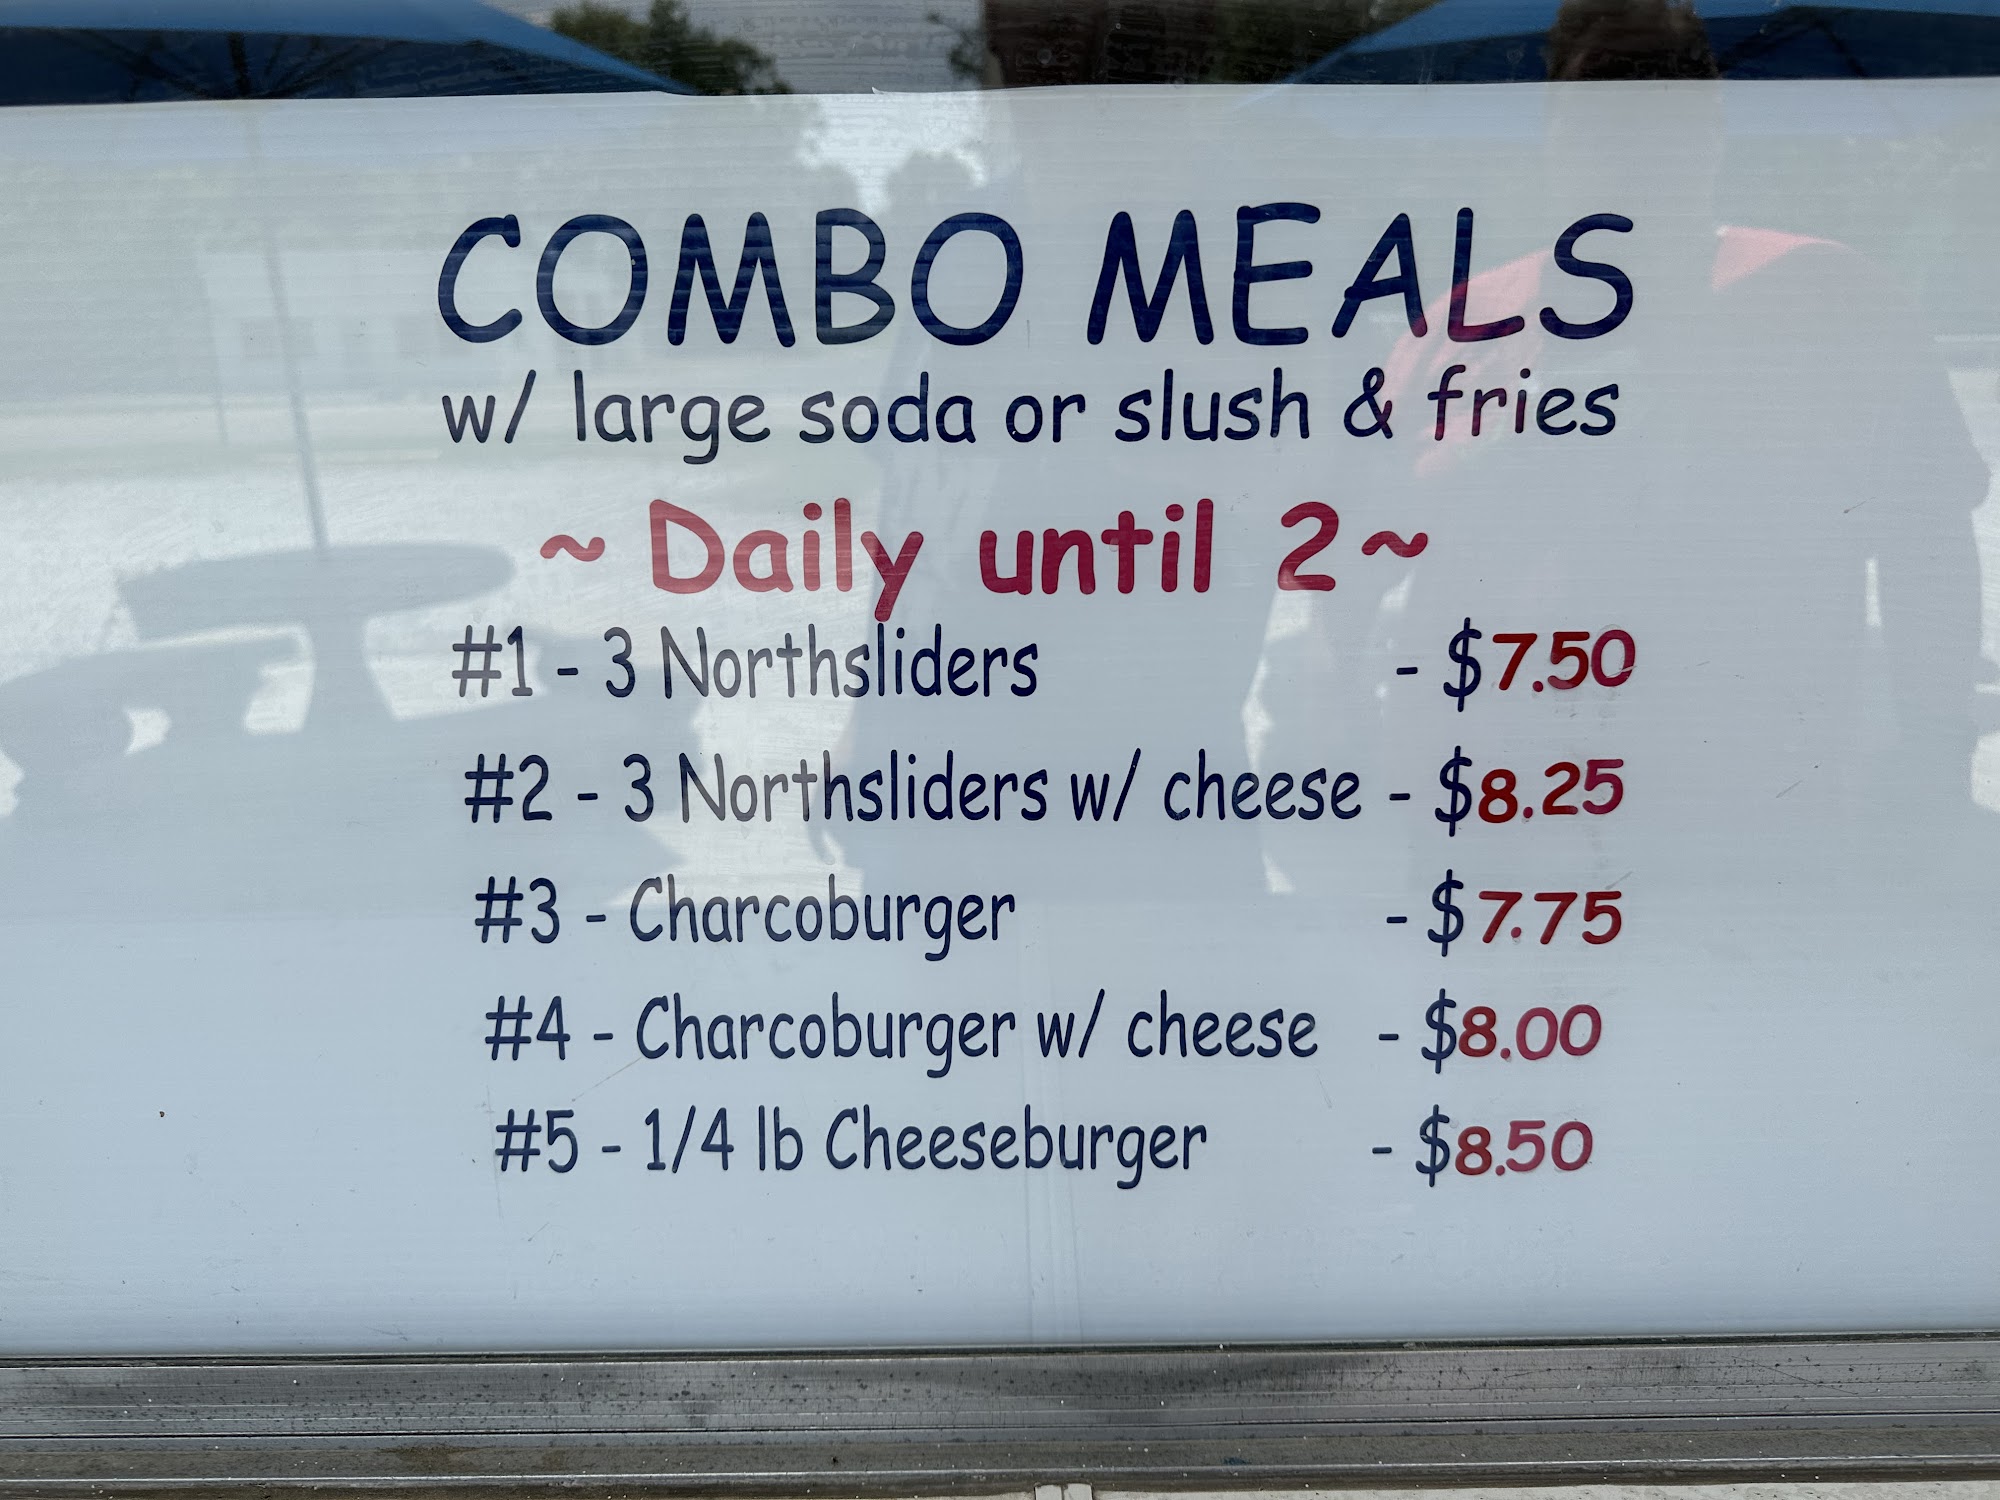 COMBO MEALS
w/ large soda or slush & fries
~ Daily until 2 ~
#1 - 3 Northsliders - $7.50
#2 - 3 Northsliders w/ cheese - $8.25
#3 - Charcoburger - $7.75
#4 - Charcoburger w/ cheese - $8.00
#5 - 1/4 lb Cheeseburger - $8.50